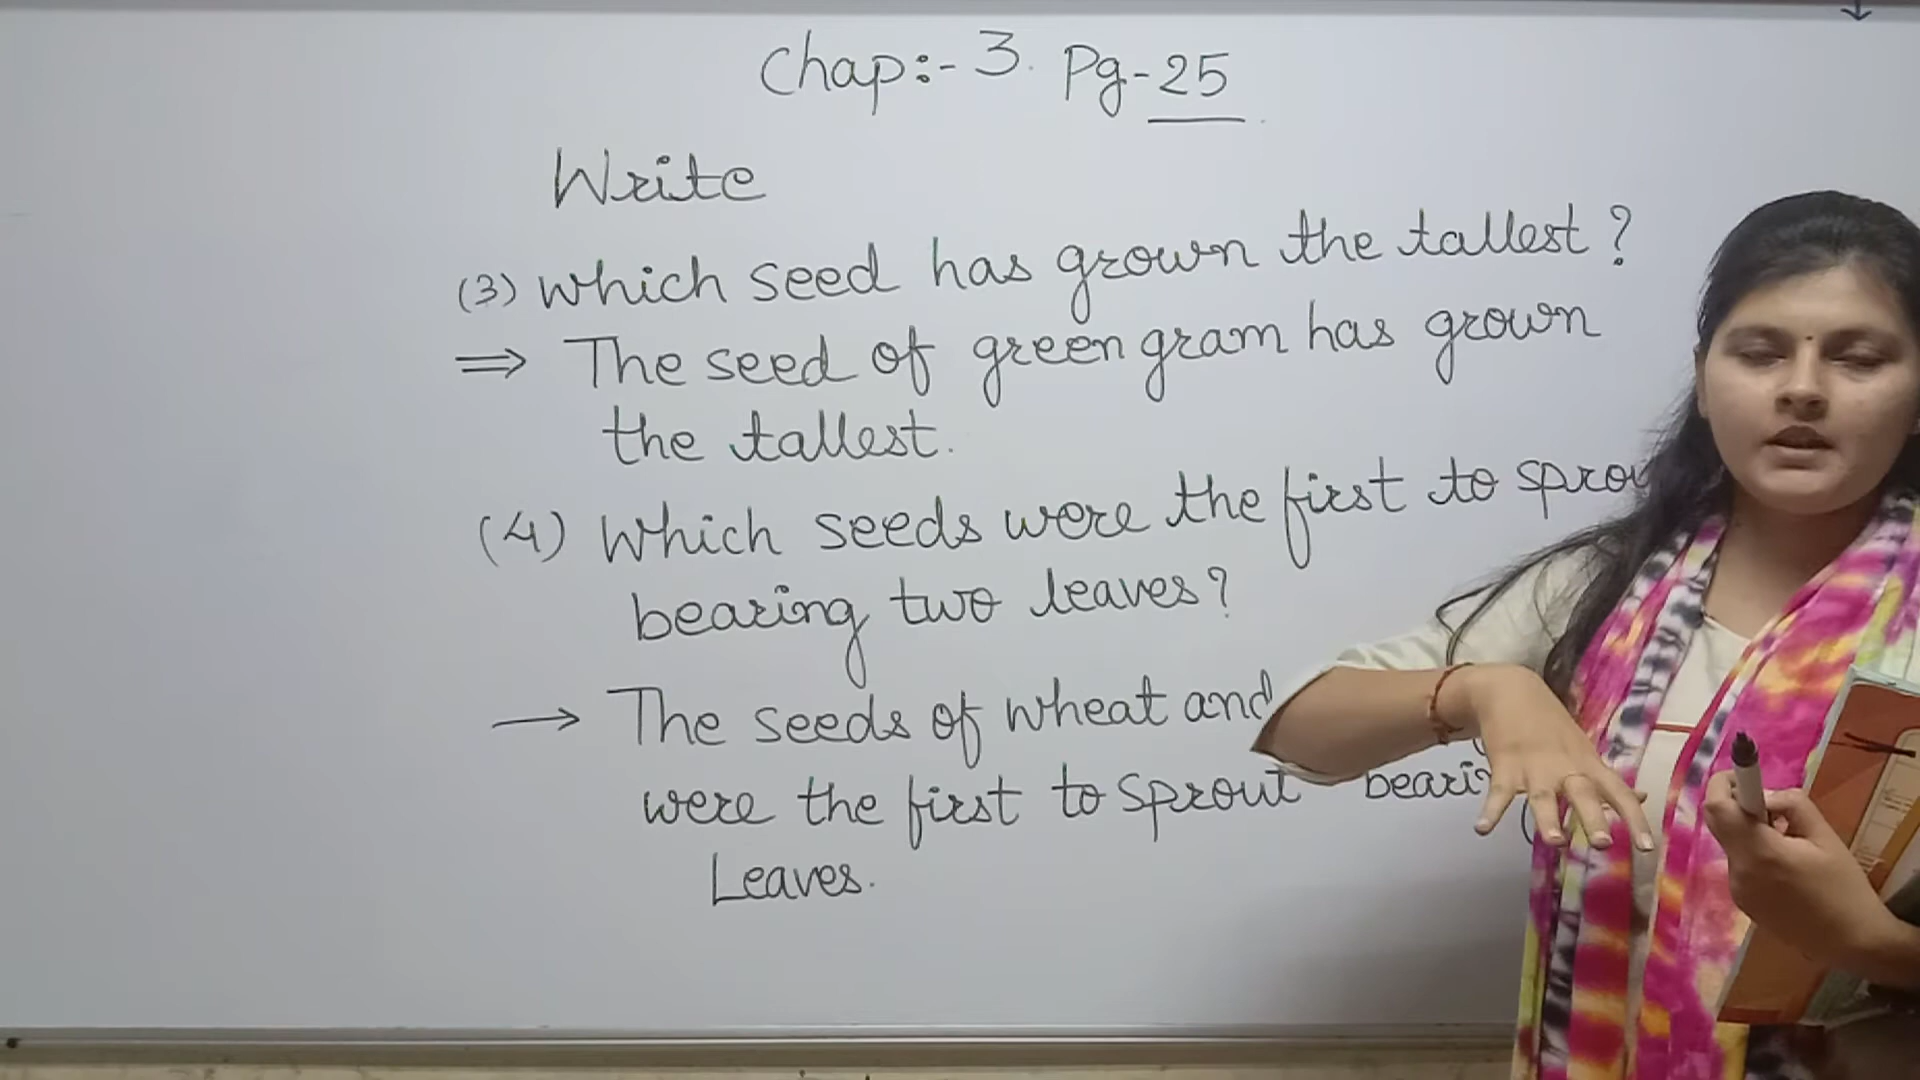 Chap:- 3. Pg-25
Write
(3) Which seed has grown the tallest?
⇒ The seed of green gram has grown
the tallest.
(4) Which seeds were the first to
bearing two leaves?
→ The seeds of wheat and
were the first to sprout
Leaves.